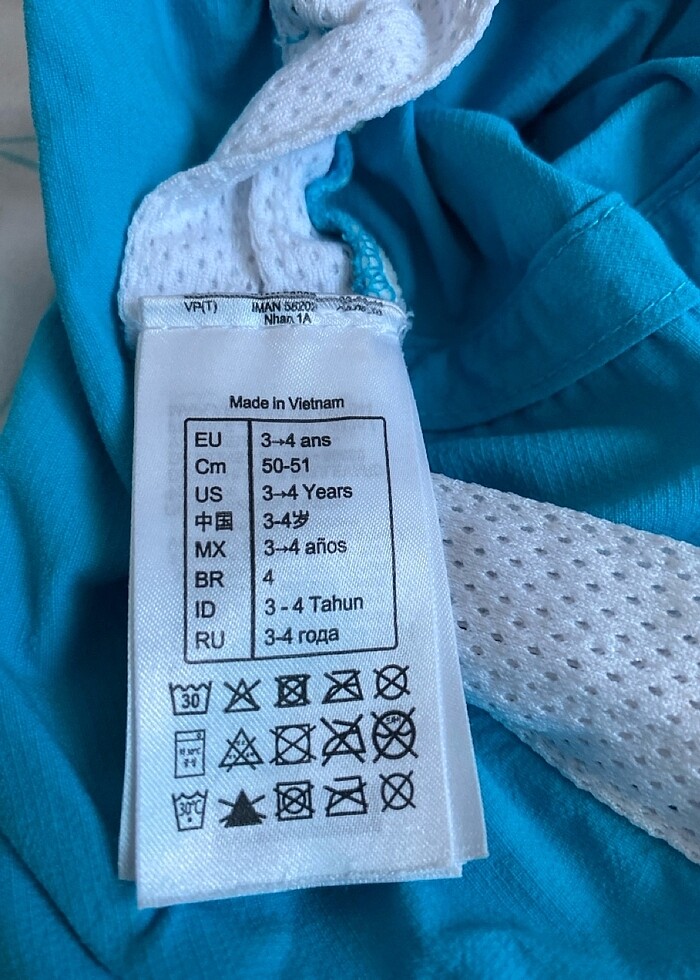 VP(T) IMAN 58202
Nhan 1A
Made in Vietnam
EU 3→4 ans
Cm 50-51
US 3→4 Years
中国 3-4岁
MX 3→4 años
BR 4
ID 3 - 4 Tahun
RU 3-4 года
30
30℃